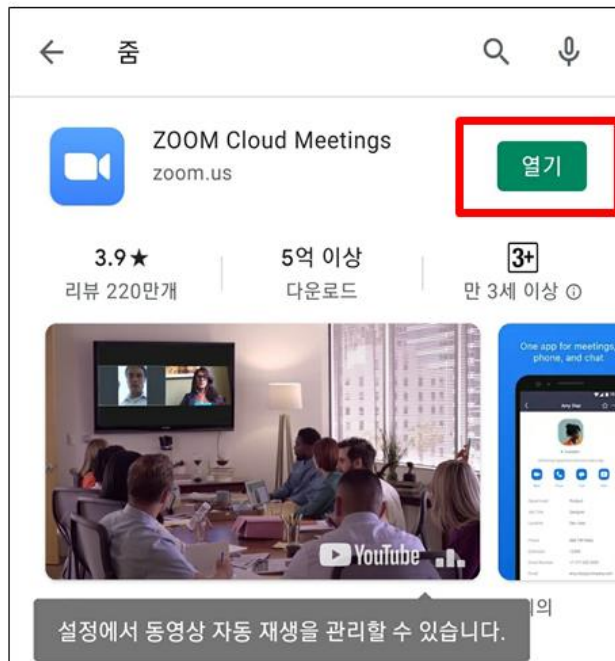 줌
ZOOM Cloud Meetings
zoom.us
열기
3.9★
리뷰 220만개
5억 이상
다운로드
3+
만 3세 이상 ⓘ
YouTube
One app for meetings,
phone, and chat
의
설정에서 동영상 자동 재생을 관리할 수 있습니다.